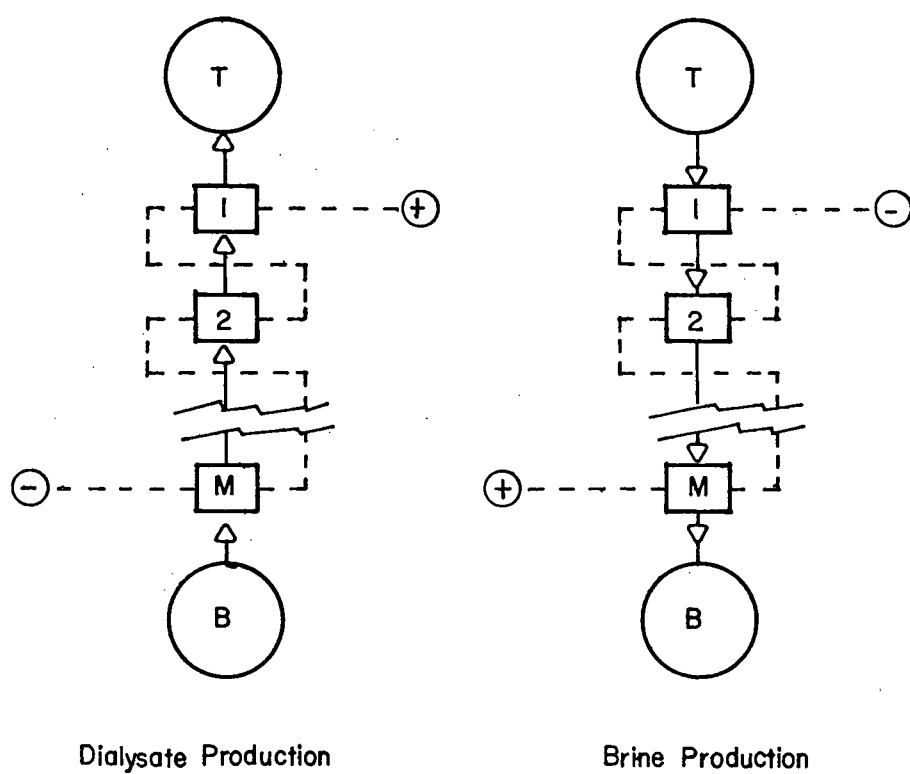 T
1
+
2
M
-
B
Dialysate Production
T
1
-
2
M
+
B
Brine Production